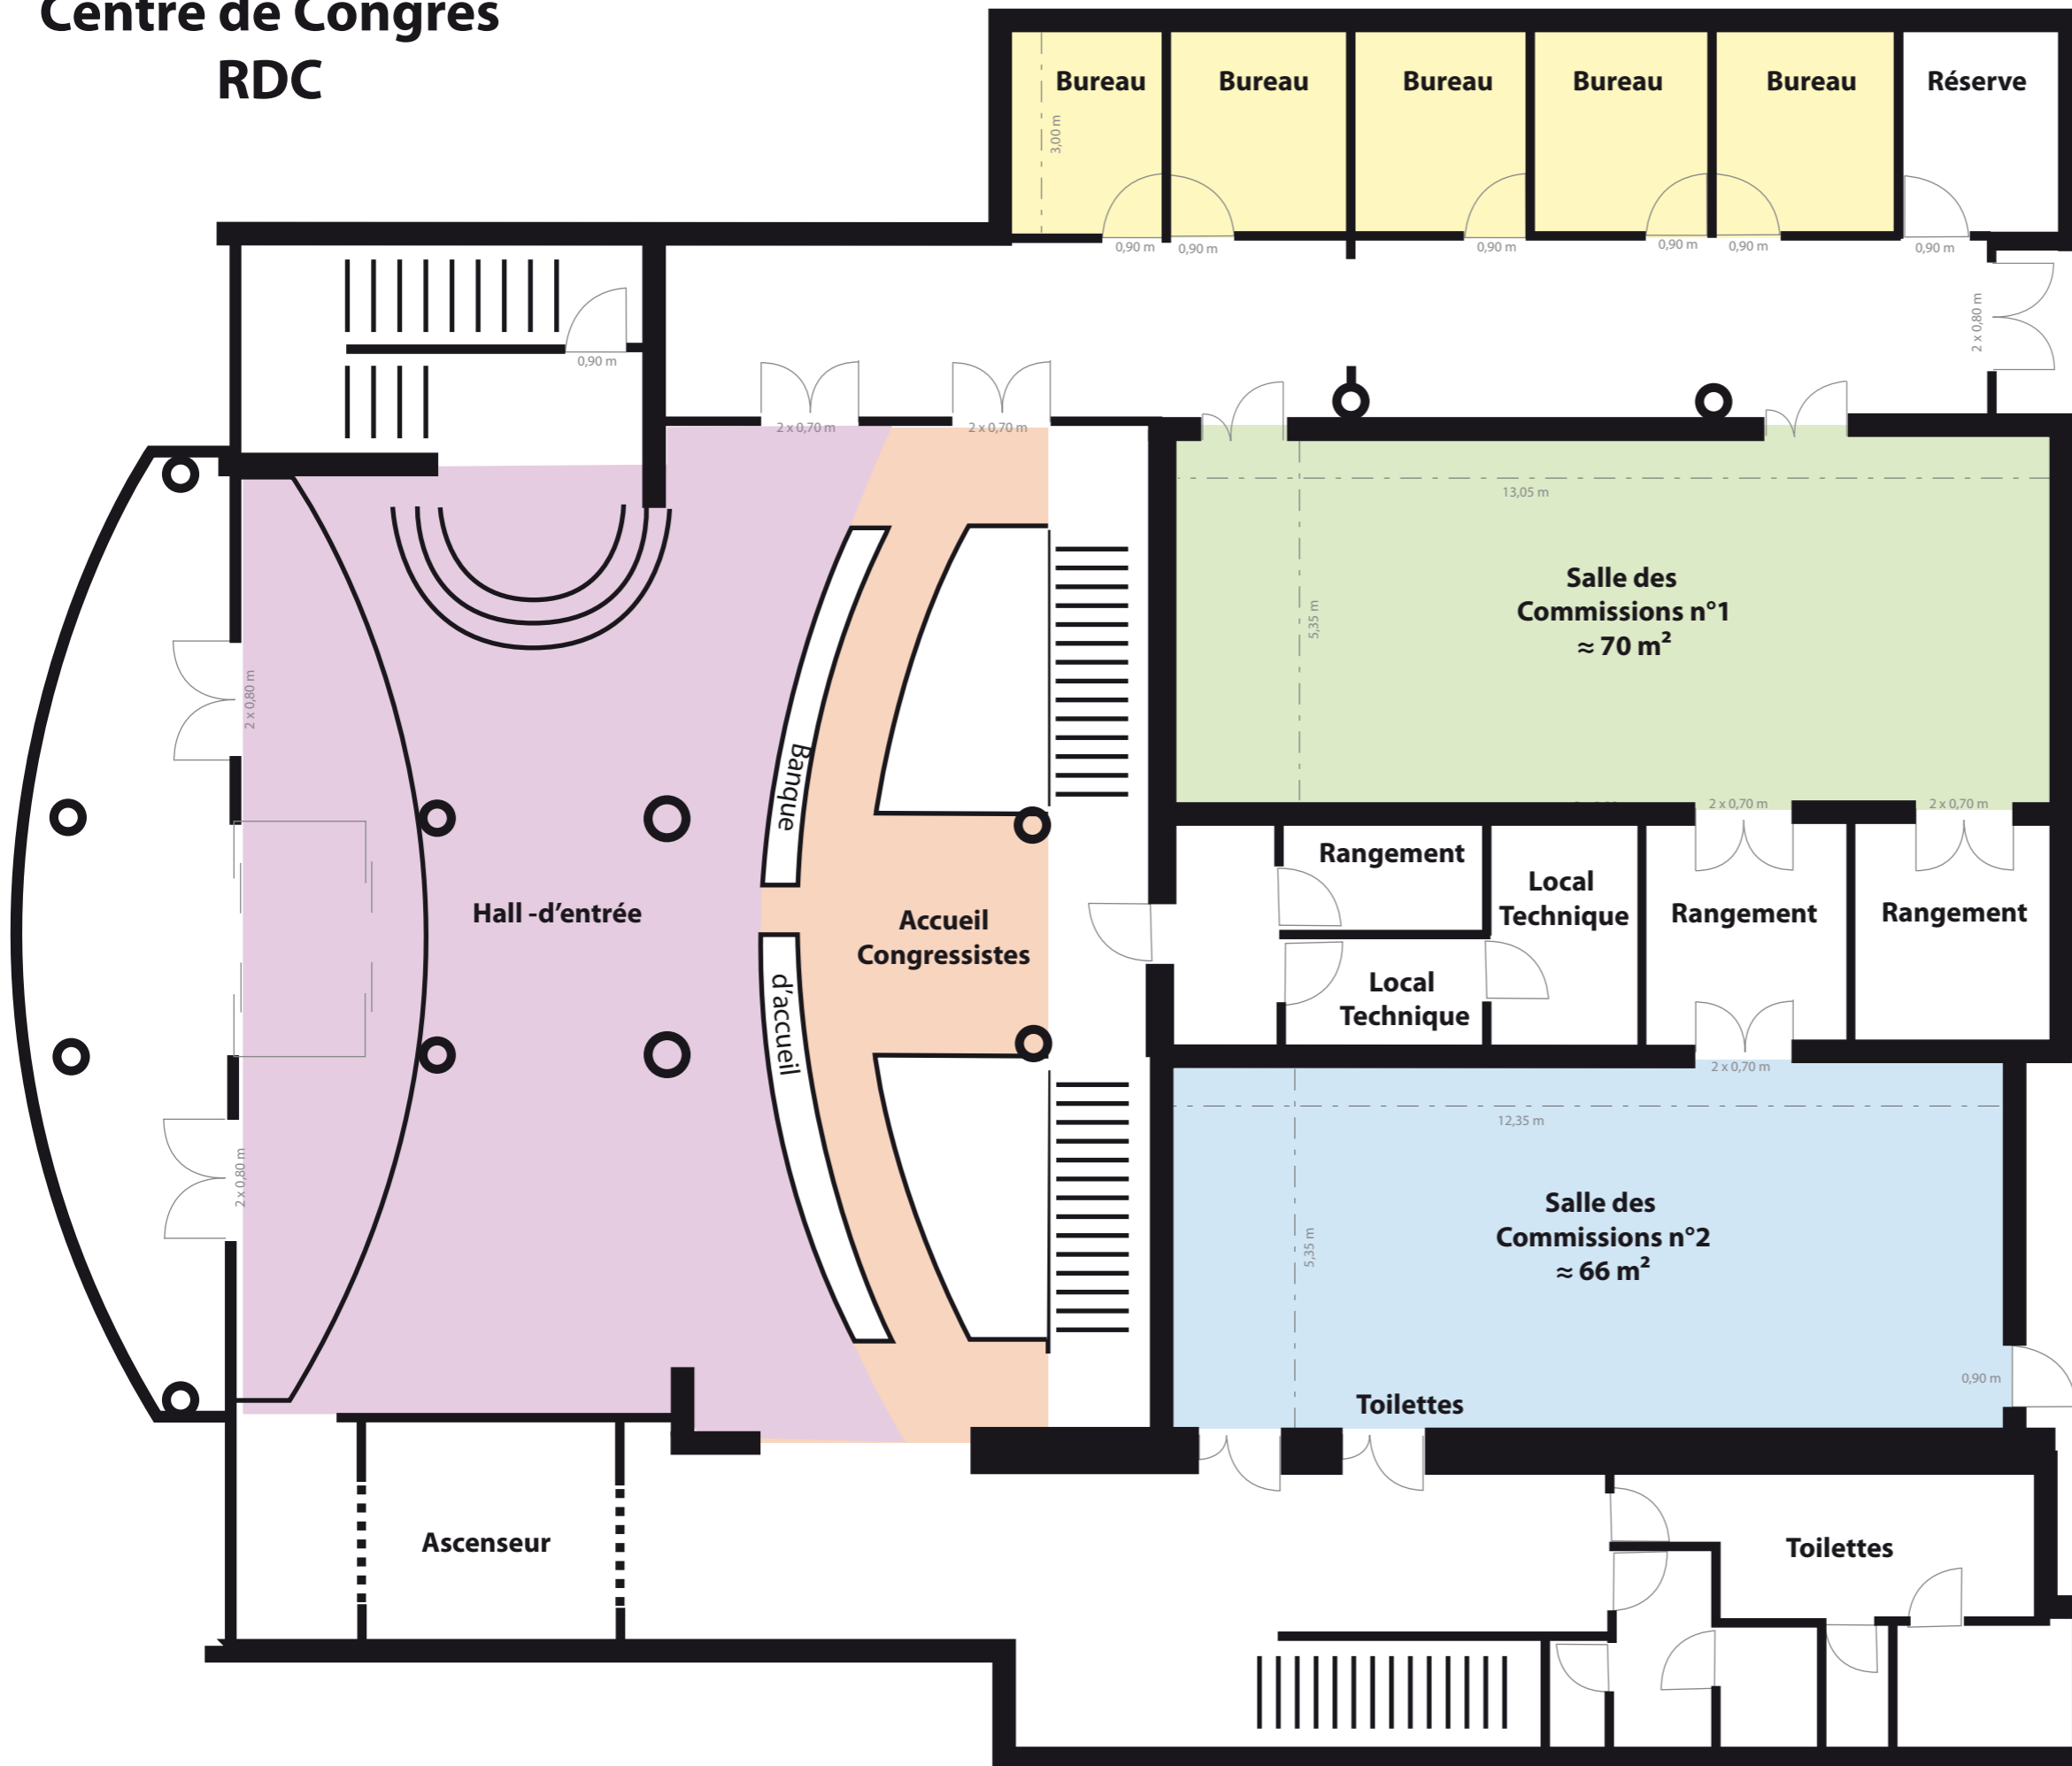 Centre de Congrès
RDC
Bureau
Bureau
Bureau
Bureau
Bureau
Réserve
3,00 m
0,90 m
0,90 m
0,90 m
0,90 m
0,90 m
0,90 m
2 x 0,80 m
0,90 m
2 x 0,70 m
2 x 0,70 m
13,05 m
5,35 m
Salle des
Commissions n°1
≈ 70 m²
2 x 0,80 m
Banque
d'accueil
Hall -d'entrée
Accueil
Congressistes
2 x 0,70 m
2 x 0,70 m
Rangement
Local
Technique
Rangement
Rangement
Local
Technique
2 x 0,70 m
12,35 m
5,35 m
Salle des
Commissions n°2
≈ 66 m²
2 x 0,80 m
0,90 m
Toilettes
Ascenseur
Toilettes